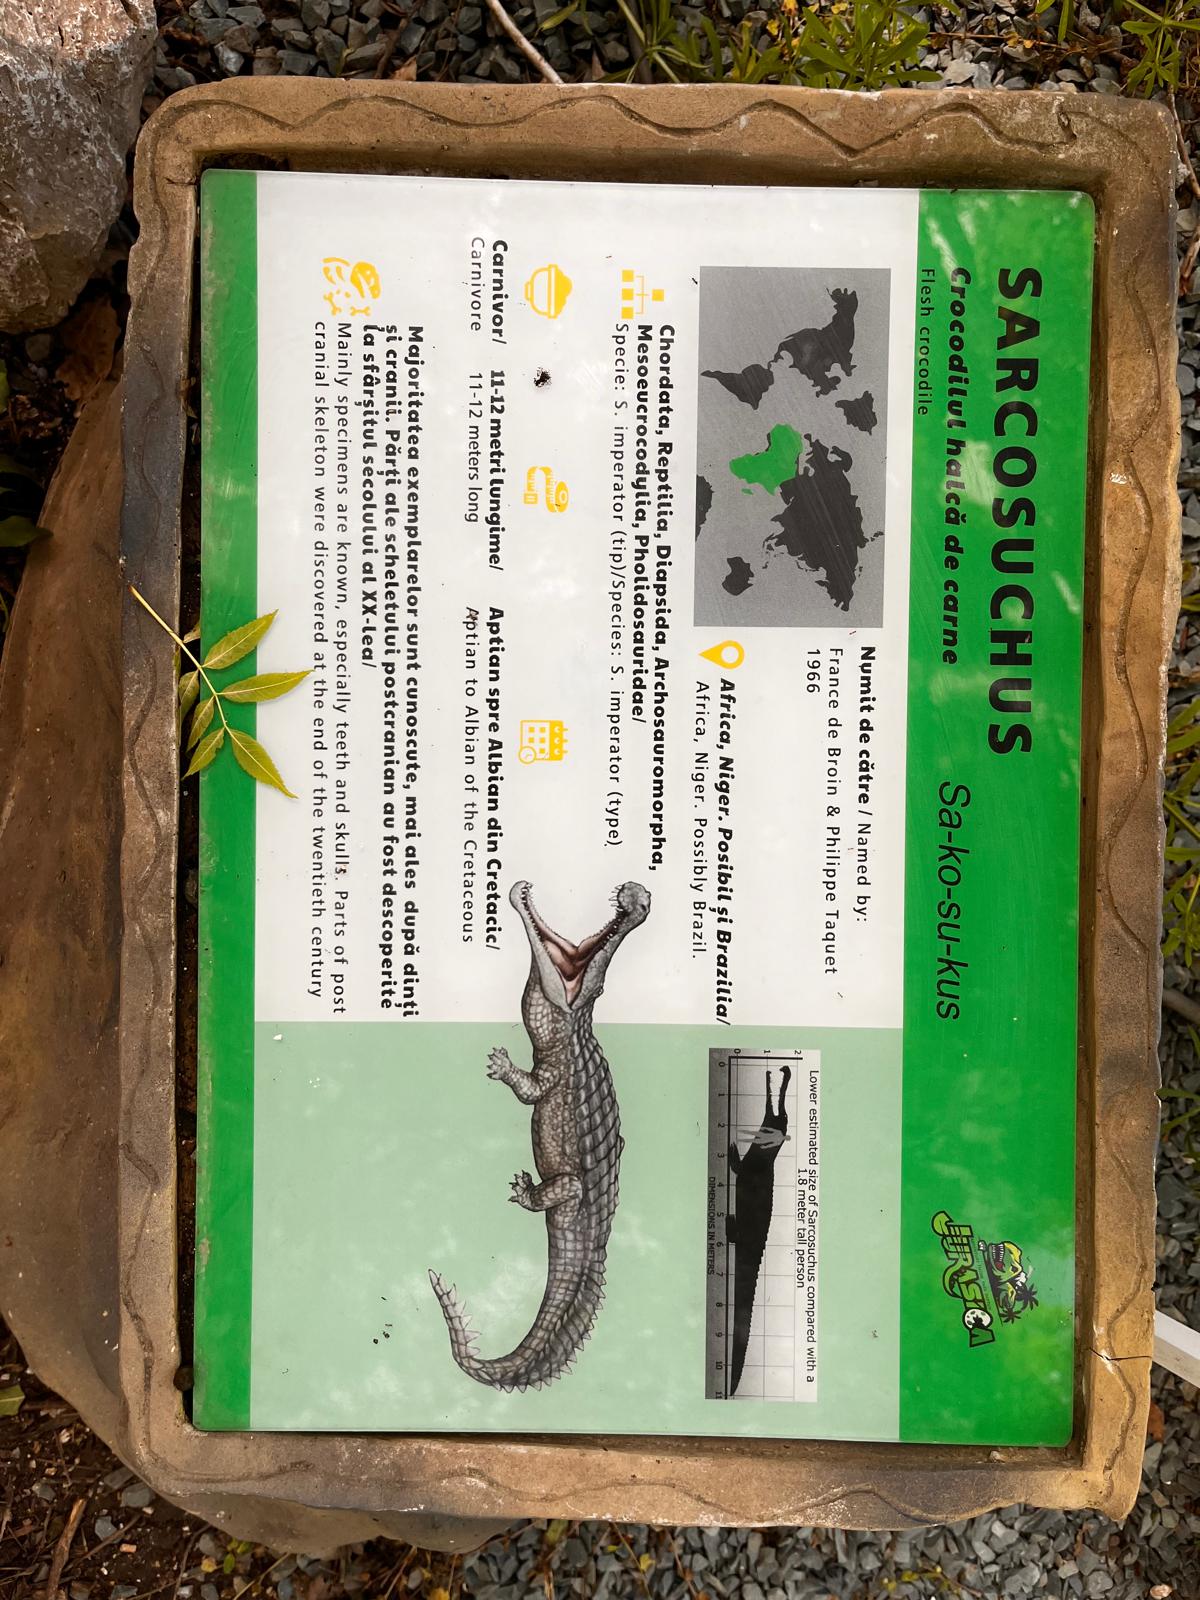 SARCOSUCHUS
Crocodilul halcă de carne
Flesh crocodile
Sa-ko-su-kus
JURASICA
Numit de către / Named by:
France de Broin & Philippe Taquet
1966
Africa, Niger. Posibil și Brazilia/
Africa, Niger. Possibly Brazil.
Lower estimated size of Sarcosuchus compared with a
1.8 meter tall person
2
1
0
0 1 2 3 4 5 6 7 8 9 10 11
DIMENSIONS IN METERS
Chordata, Reptilia, Diapsida, Archosauromorpha,
Mesoeucrocodylia, Pholidosauridae/
Specie: S. imperator (tip)/Species: S. imperator (type)
Carnivor/
Carnivore
11-12 metri lungime/
11-12 meters long
Aptian spre Albian din Cretacic/
Aptian to Albian of the Cretaceous
Majoritatea exemplarelor sunt cunoscute, mai ales după dinți
și cranii. Părți ale scheletului postcranian au fost descoperite
la sfârșitul secolului al XX-lea/
Mainly specimens are known, especially teeth and skulls. Parts of post
cranial skeleton were discovered at the end of the twentieth century